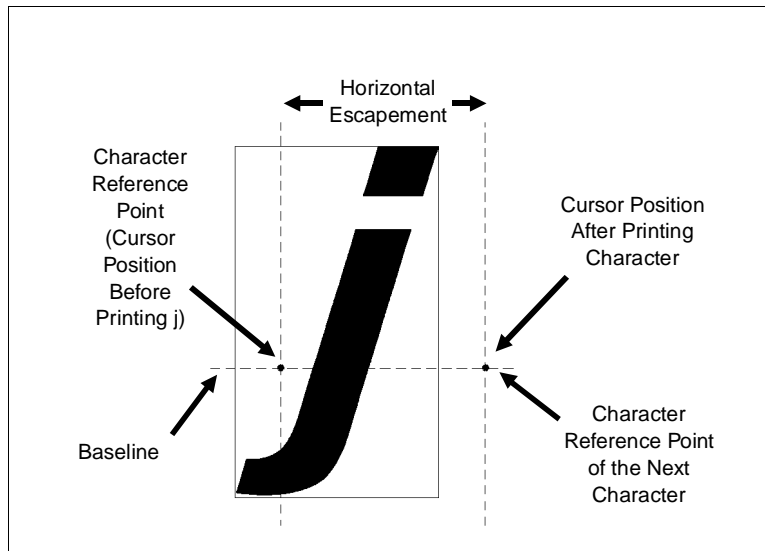 Horizontal
Escapement
Character
Reference
Point
(Cursor
Position
Before
Printing j)
Cursor Position
After Printing
Character
Baseline
Character
Reference Point
of the Next
Character
j